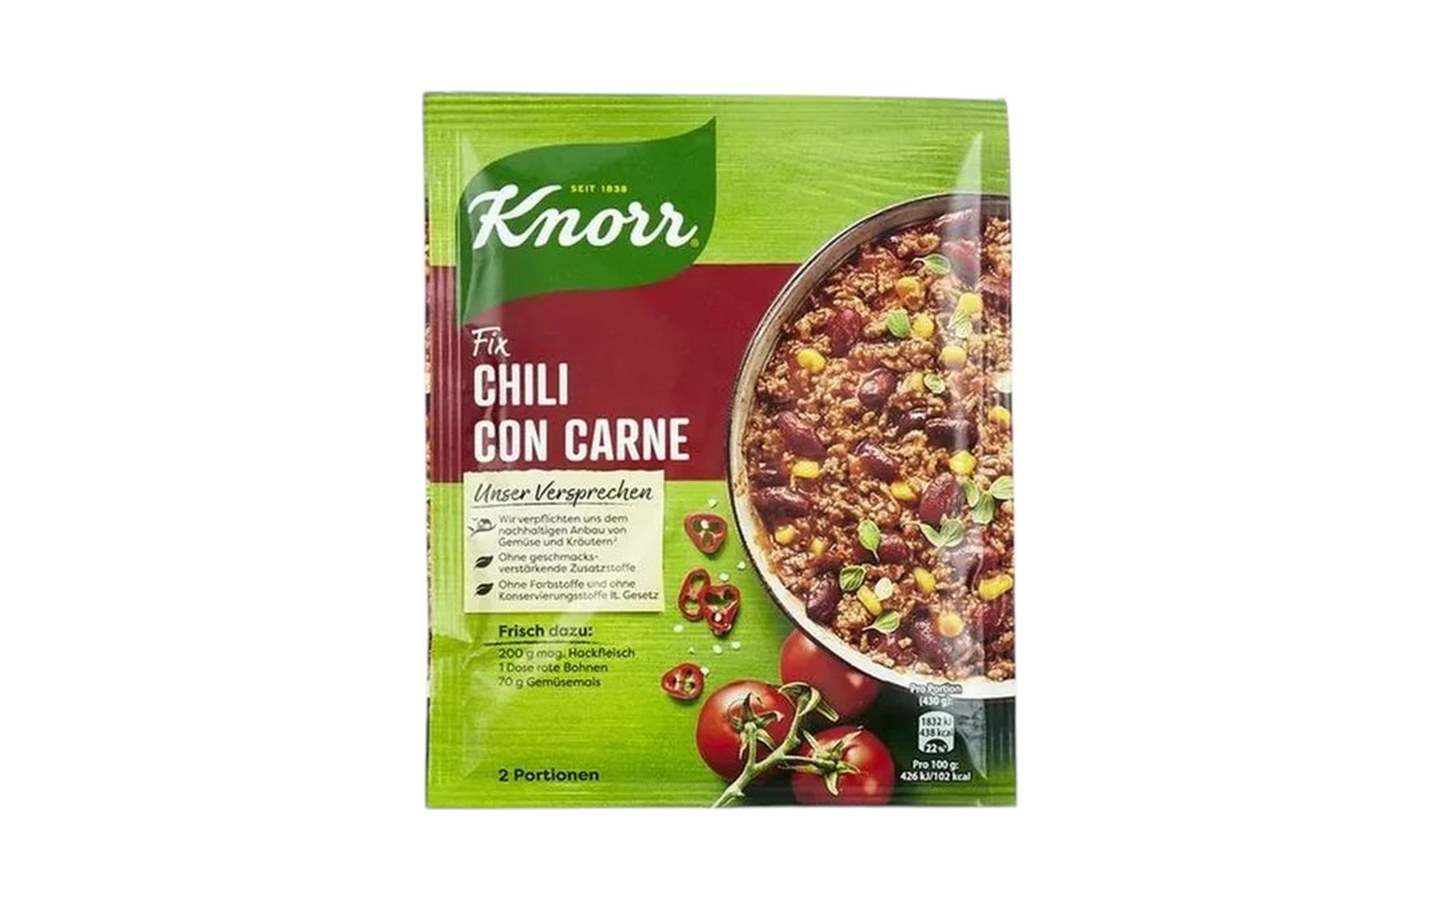 SEIT 1838
Knorr
Fix
CHILI
CON CARNE
Unser Versprechen
Wir verpflichten uns dem
nachhaltigen Anbau von
Gemüse und Kräutern²
Ohne geschmacks-
verstärkende Zusatzstoffe
Ohne Farbstoffe und ohne
Konservierungsstoffe lt. Gesetz
Frisch dazu:
200 g mag. Hackfleisch
1 Dose rote Bohnen
70 g Gemüsemais
2 Portionen
Pro Portion
(430 g):
1832 kJ
438 kcal
22%*
Pro 100 g:
426 kJ/102 kcal